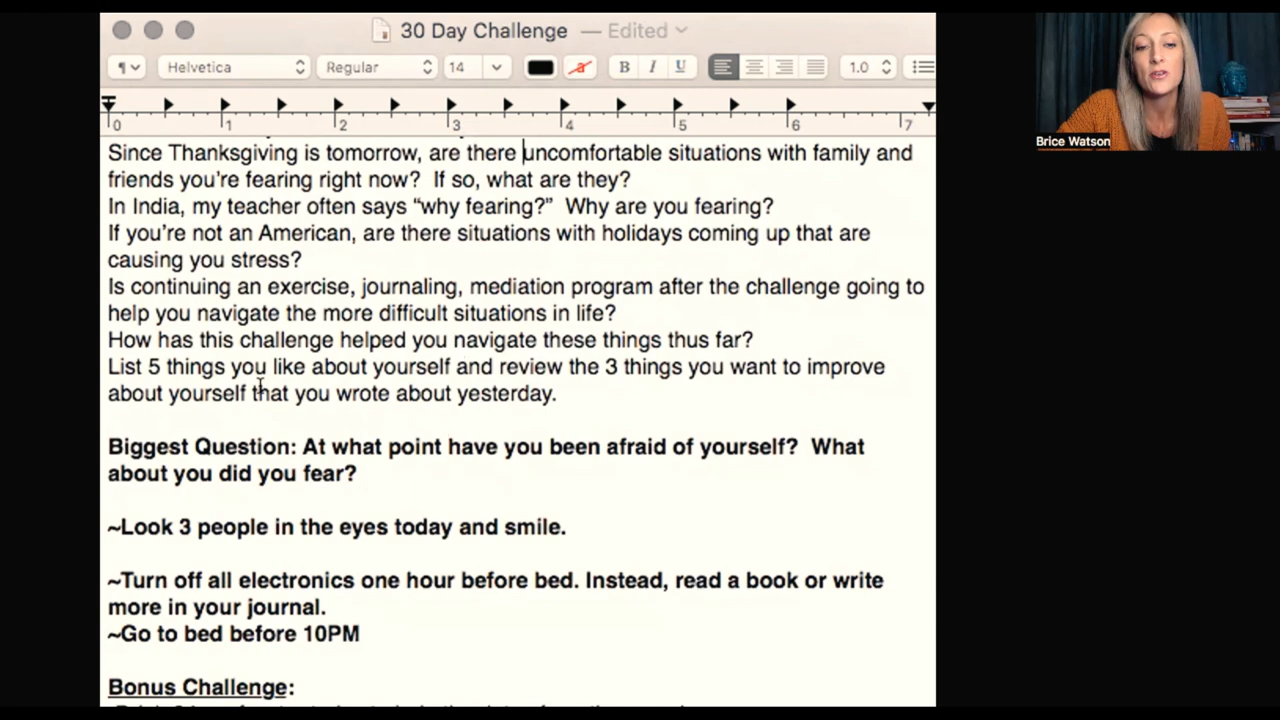 30 Day Challenge — Edited
¶ Helvetica Regular 14 a B I U 1.0
0 1 2 3 4 5 6 7
Since Thanksgiving is tomorrow, are there uncomfortable situations with family and
friends you’re fearing right now?  If so, what are they?
In India, my teacher often says “why fearing?”  Why are you fearing?
If you’re not an American, are there situations with holidays coming up that are
causing you stress?
Is continuing an exercise, journaling, mediation program after the challenge going to
help you navigate the more difficult situations in life?
How has this challenge helped you navigate these things thus far?
List 5 things you like about yourself and review the 3 things you want to improve
about yourself that you wrote about yesterday.
Biggest Question: At what point have you been afraid of yourself?  What
about you did you fear?
~Look 3 people in the eyes today and smile.
~Turn off all electronics one hour before bed. Instead, read a book or write
more in your journal.
~Go to bed before 10PM
Bonus Challenge:
Brice Watson